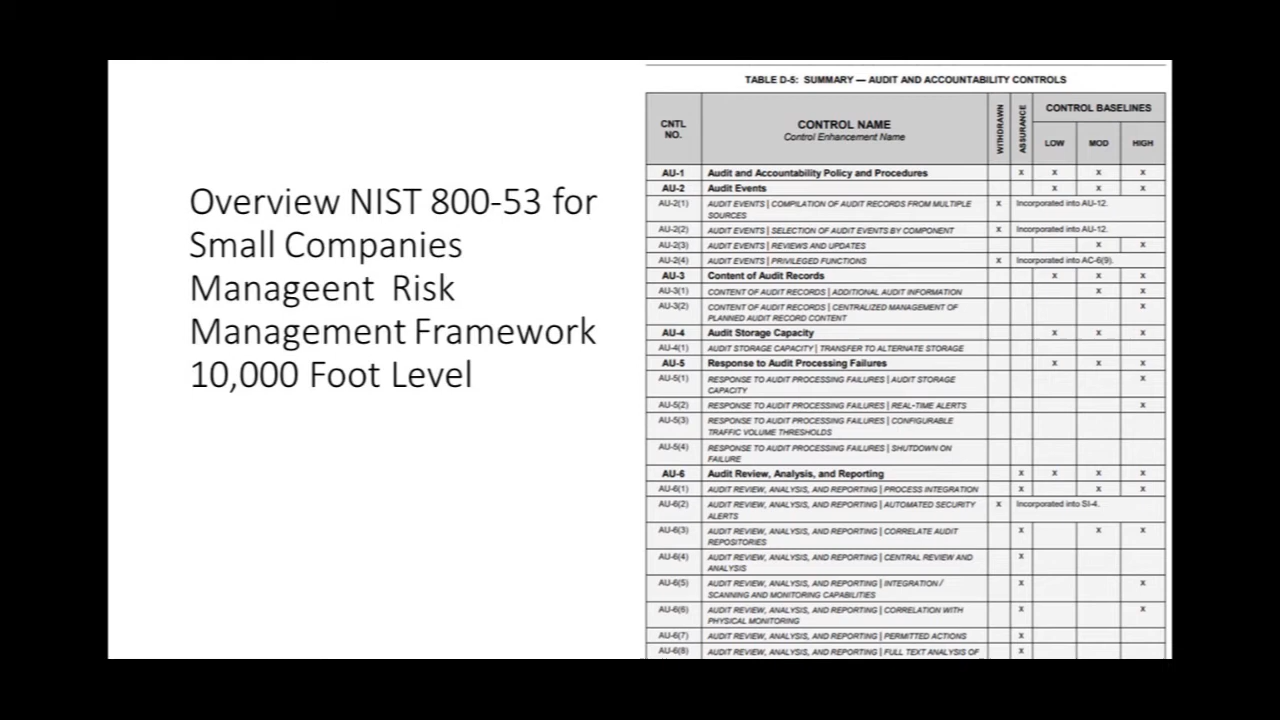 Overview NIST 800-53 for
Small Companies
Manageent Risk
Management Framework
10,000 Foot Level
TABLE D-5: SUMMARY — AUDIT AND ACCOUNTABILITY CONTROLS
CNTL
NO.
CONTROL NAME
Control Enhancement Name
WITHDRAWN
ASSURANCE
CONTROL BASELINES
LOW MOD HIGH
AU-1 Audit and Accountability Policy and Procedures x x x x
AU-2 Audit Events x x x
AU-2(1) AUDIT EVENTS | COMPILATION OF AUDIT RECORDS FROM MULTIPLE x Incorporated into AU-12.
SOURCES
AU-2(2) AUDIT EVENTS | SELECTION OF AUDIT EVENTS BY COMPONENT x Incorporated into AU-12.
AU-2(3) AUDIT EVENTS | REVIEWS AND UPDATES x x
AU-2(4) AUDIT EVENTS | PRIVILEGED FUNCTIONS x Incorporated into AC-6(9).
AU-3 Content of Audit Records x x x
AU-3(1) CONTENT OF AUDIT RECORDS | ADDITIONAL AUDIT INFORMATION x x
AU-3(2) CONTENT OF AUDIT RECORDS | CENTRALIZED MANAGEMENT OF x
PLANNED AUDIT RECORD CONTENT
AU-4 Audit Storage Capacity x x x
AU-4(1) AUDIT STORAGE CAPACITY | TRANSFER TO ALTERNATE STORAGE
AU-5 Response to Audit Processing Failures x x x
AU-5(1) RESPONSE TO AUDIT PROCESSING FAILURES | AUDIT STORAGE x
CAPACITY
AU-5(2) RESPONSE TO AUDIT PROCESSING FAILURES | REAL-TIME ALERTS x
AU-5(3) RESPONSE TO AUDIT PROCESSING FAILURES | CONFIGURABLE
TRAFFIC VOLUME THRESHOLDS
AU-5(4) RESPONSE TO AUDIT PROCESSING FAILURES | SHUTDOWN ON
FAILURE
AU-6 Audit Review, Analysis, and Reporting x x x x
AU-6(1) AUDIT REVIEW, ANALYSIS, AND REPORTING | PROCESS INTEGRATION x x x
AU-6(2) AUDIT REVIEW, ANALYSIS, AND REPORTING | AUTOMATED SECURITY x Incorporated into SI-4.
ALERTS
AU-6(3) AUDIT REVIEW, ANALYSIS, AND REPORTING | CORRELATE AUDIT x x x
REPOSITORIES
AU-6(4) AUDIT REVIEW, ANALYSIS, AND REPORTING | CENTRAL REVIEW AND x
ANALYSIS
AU-6(5) AUDIT REVIEW, ANALYSIS, AND REPORTING | INTEGRATION / x x
SCANNING AND MONITORING CAPABILITIES
AU-6(6) AUDIT REVIEW, ANALYSIS, AND REPORTING | CORRELATION WITH x x
PHYSICAL MONITORING
AU-6(7) AUDIT REVIEW, ANALYSIS, AND REPORTING | PERMITTED ACTIONS x
AU-6(8) AUDIT REVIEW, ANALYSIS, AND REPORTING | FULL TEXT ANALYSIS OF x